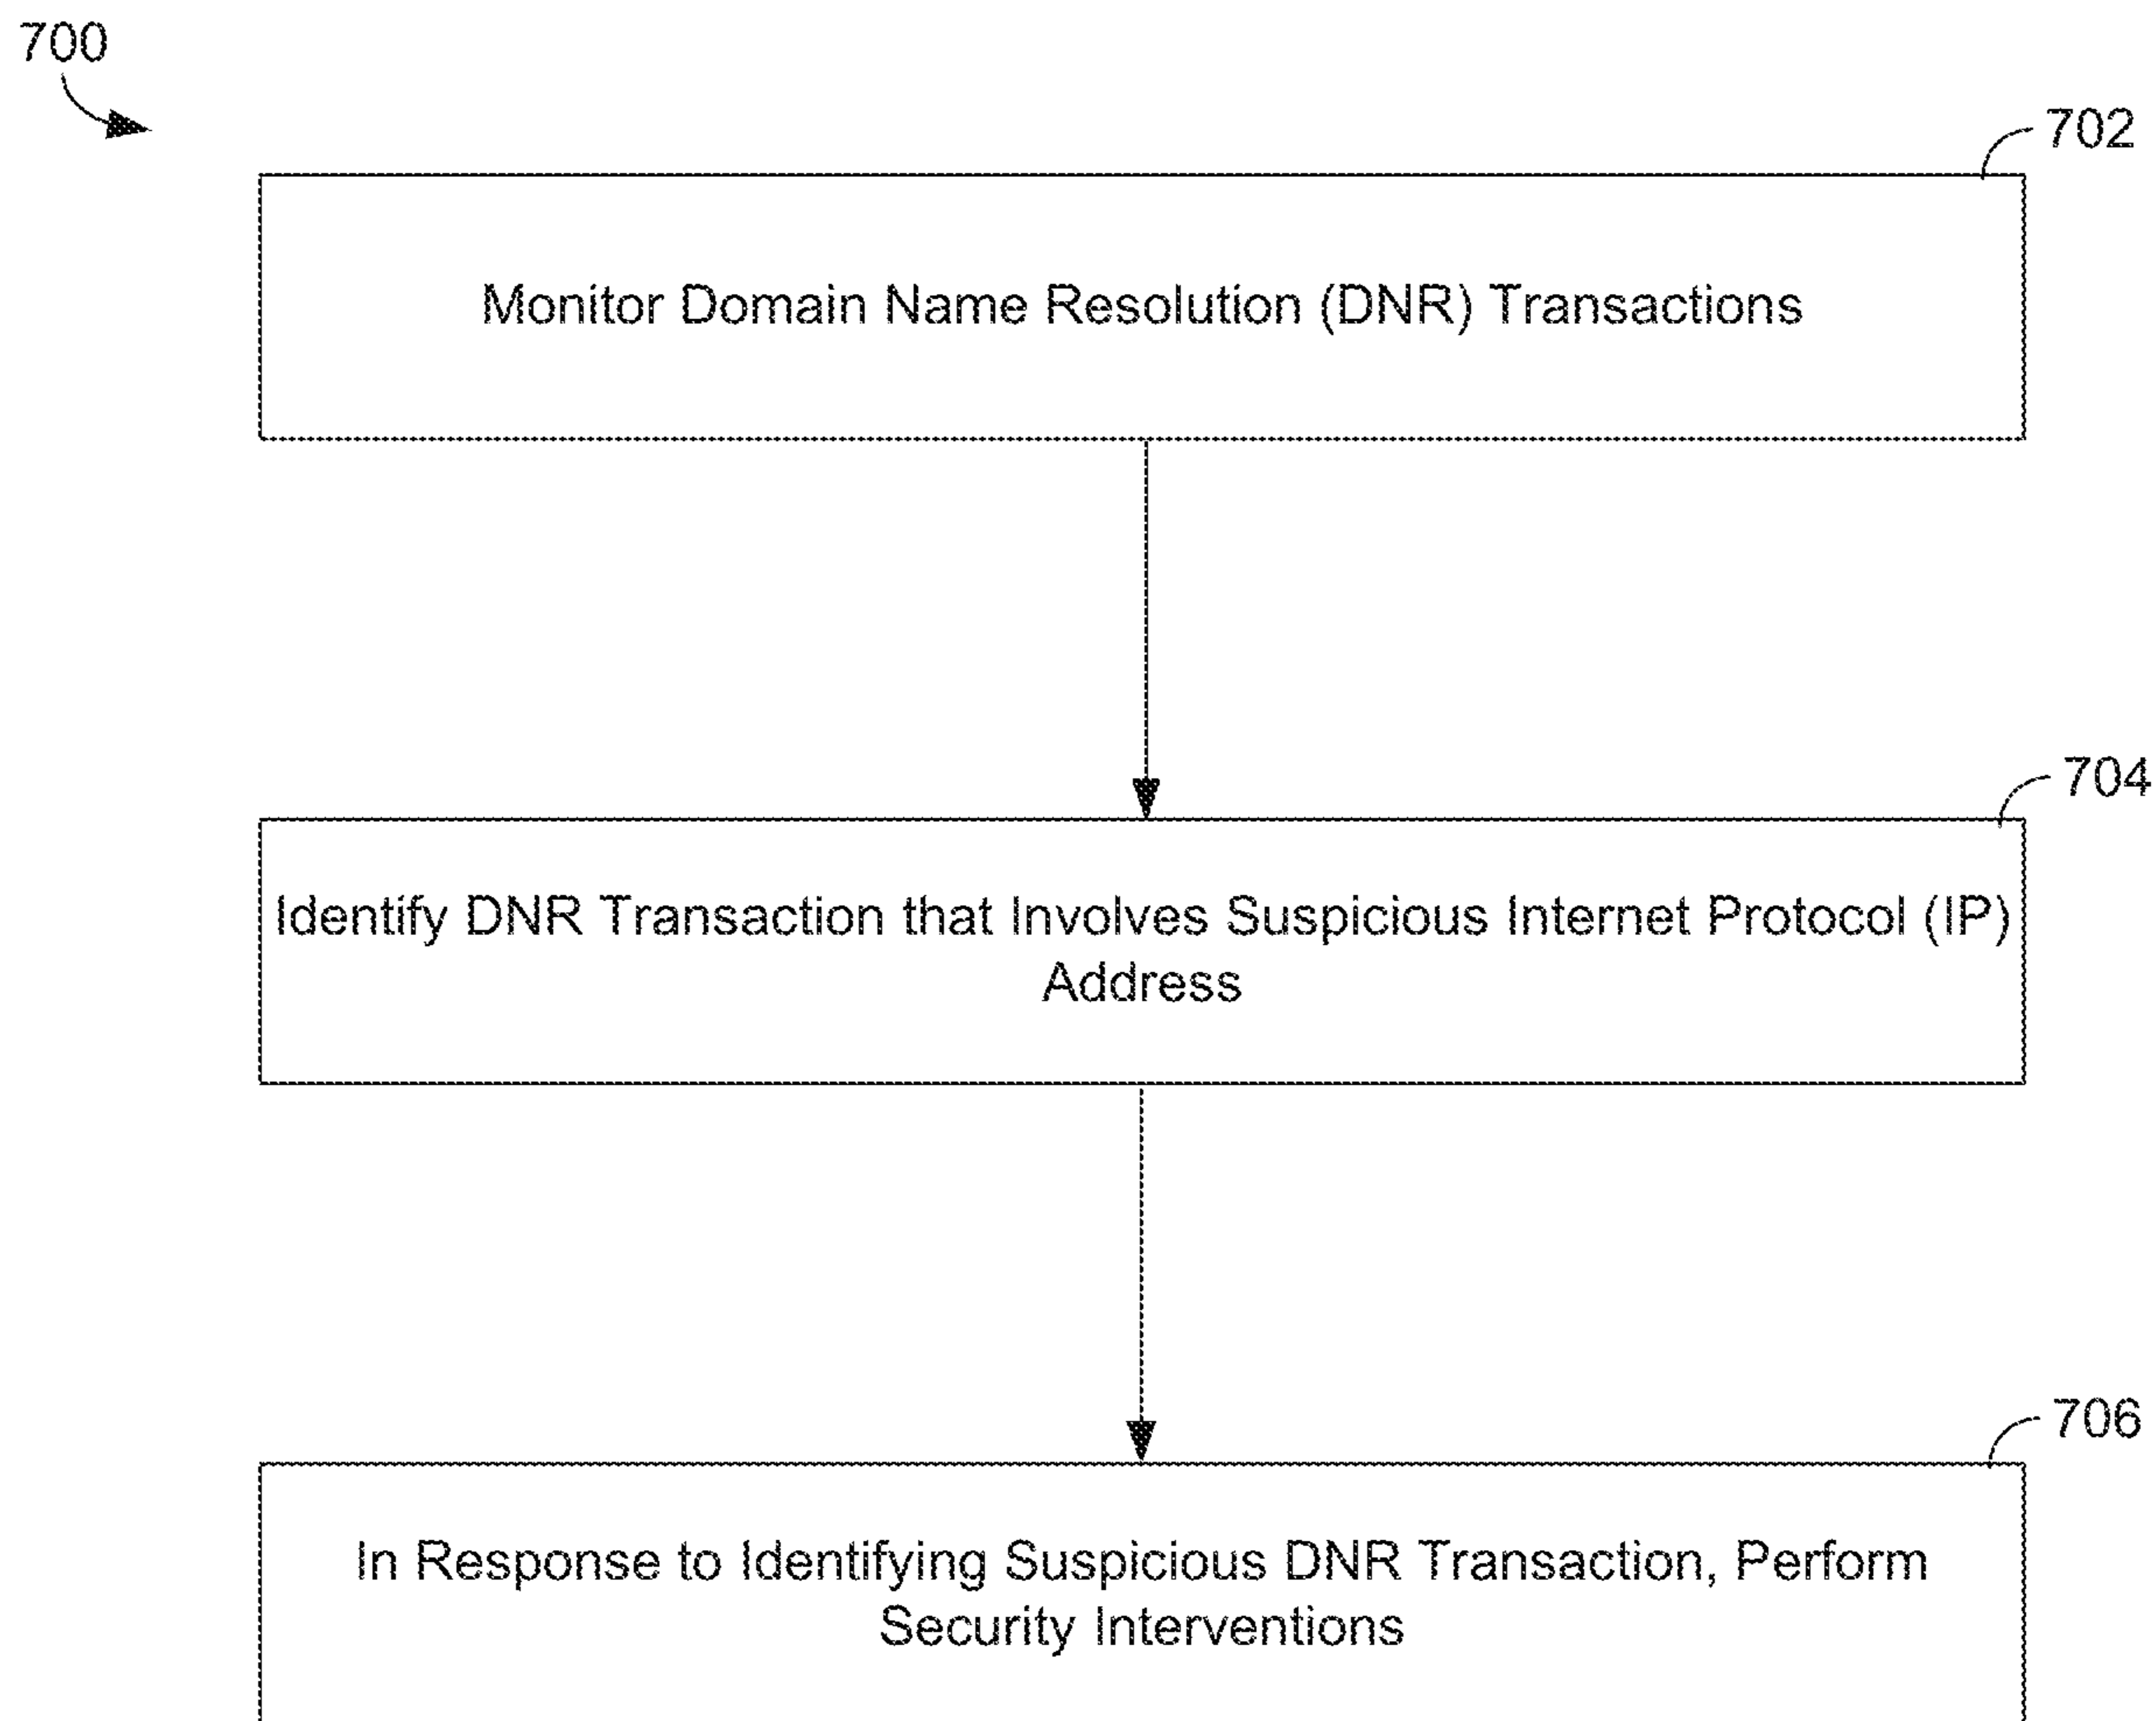 700
702
Monitor Domain Name Resolution (DNR) Transactions
704
Identify DNR Transaction that Involves Suspicious Internet Protocol (IP)
Address
706
In Response to Identifying Suspicious DNR Transaction, Perform
Security Interventions